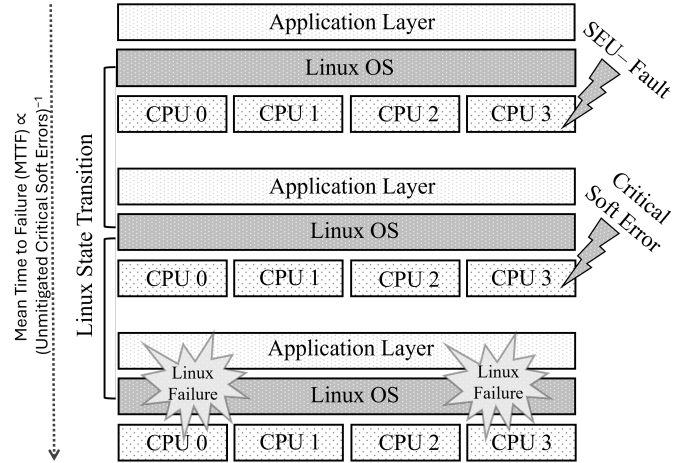 Application Layer
Linux OS
CPU 0
CPU 1
CPU 2
CPU 3
SEU– Fault
Mean Time to Failure (MTTF) ∝
(Unmitigated Critical Soft Errors)⁻¹
Linux State Transition
Application Layer
Linux OS
CPU 0
CPU 1
CPU 2
CPU 3
Critical
Soft Error
Application Layer
Linux
Failure
Linux OS
Linux
Failure
CPU 0
CPU 1
CPU 2
CPU 3